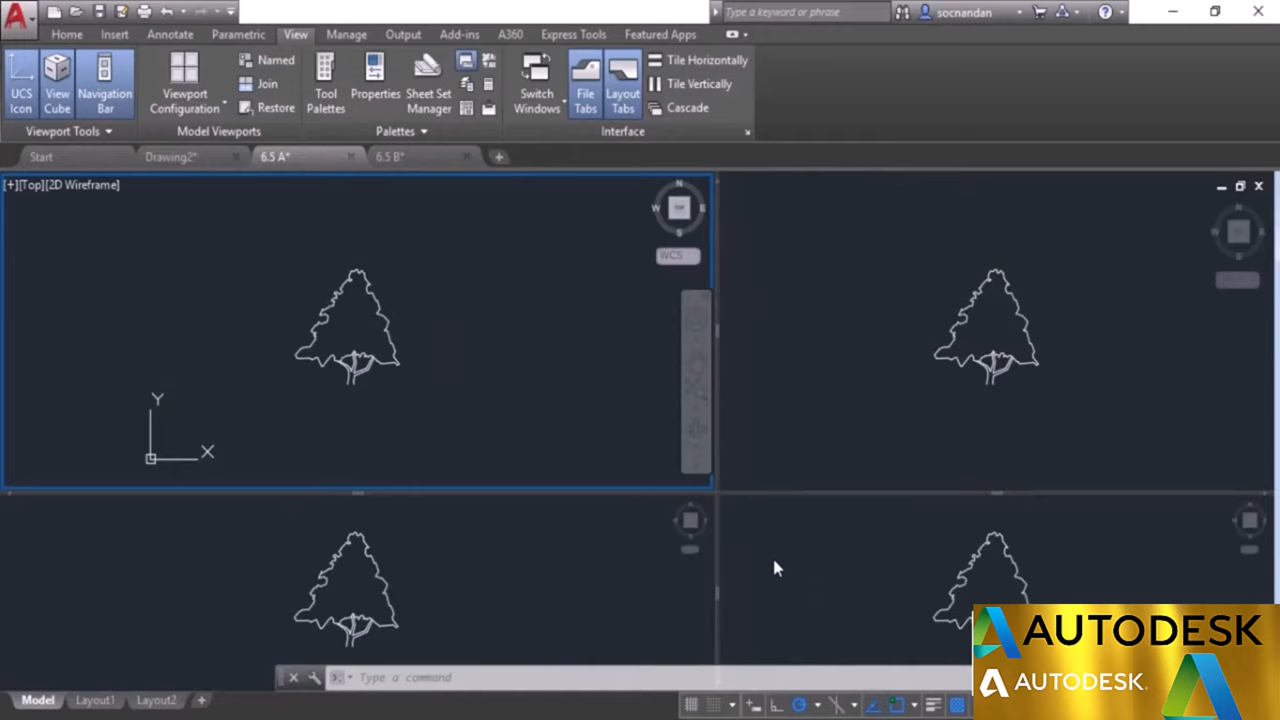 Type a keyword or phrase
socnandan
Home Insert Annotate Parametric View Manage Output Add-ins A360 Express Tools Featured Apps
UCS Icon
View Cube
Navigation Bar
Viewport Tools
Viewport Configuration
Named
Join
Restore
Model Viewports
Tool Palettes
Properties
Sheet Set Manager
Palettes
Switch Windows
File Tabs
Layout Tabs
Tile Horizontally
Tile Vertically
Cascade
Interface
Start Drawing2* 6.5 A* 6.5 B*
[+][Top][2D Wireframe]
N
W TOP E
S
WCS
Y
X
Type a command
Model Layout1 Layout2
AUTODESK
AUTODESK.